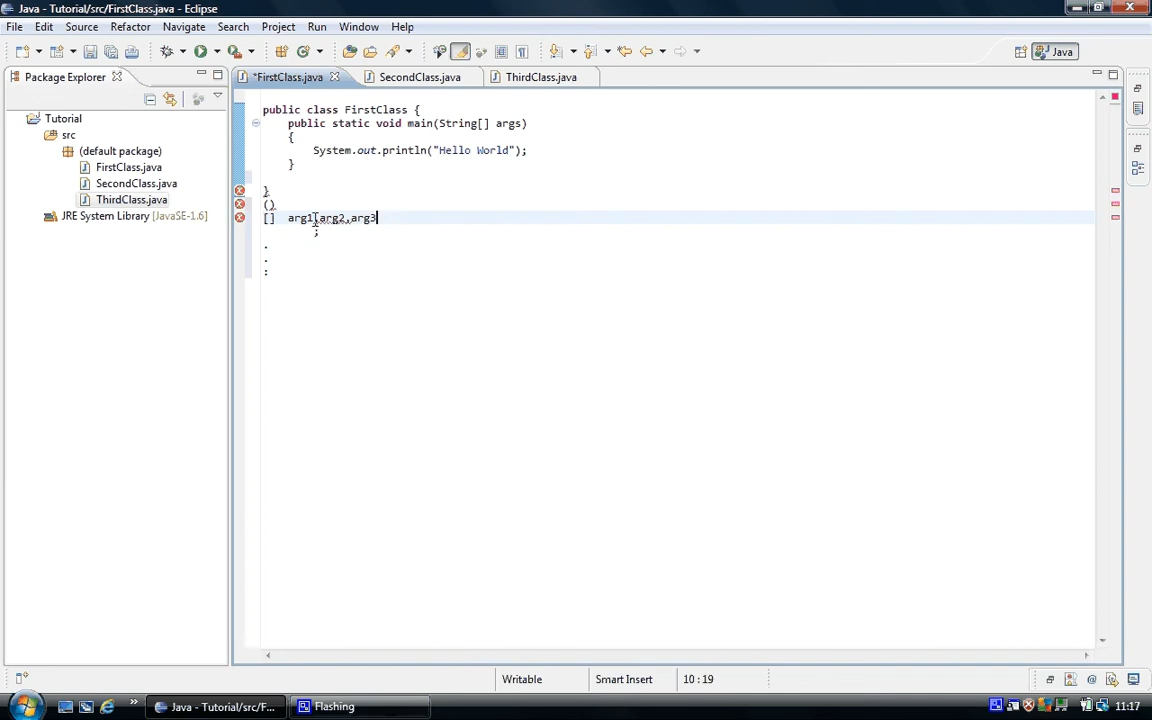 Java - Tutorial/src/FirstClass.java - Eclipse
File Edit Source Refactor Navigate Search Project Run Window Help
Java
Package Explorer
*FirstClass.java SecondClass.java ThirdClass.java
Tutorial
src
(default package)
FirstClass.java
SecondClass.java
ThirdClass.java
JRE System Library [JavaSE-1.6]
public class FirstClass {
public static void main(String[] args)
{
System.out.println("Hello World");
}
}
()
[] arg1,arg2,arg3
;
.
.
:
Writable Smart Insert 10 : 19
Java - Tutorial/src/F... Flashing 11:17